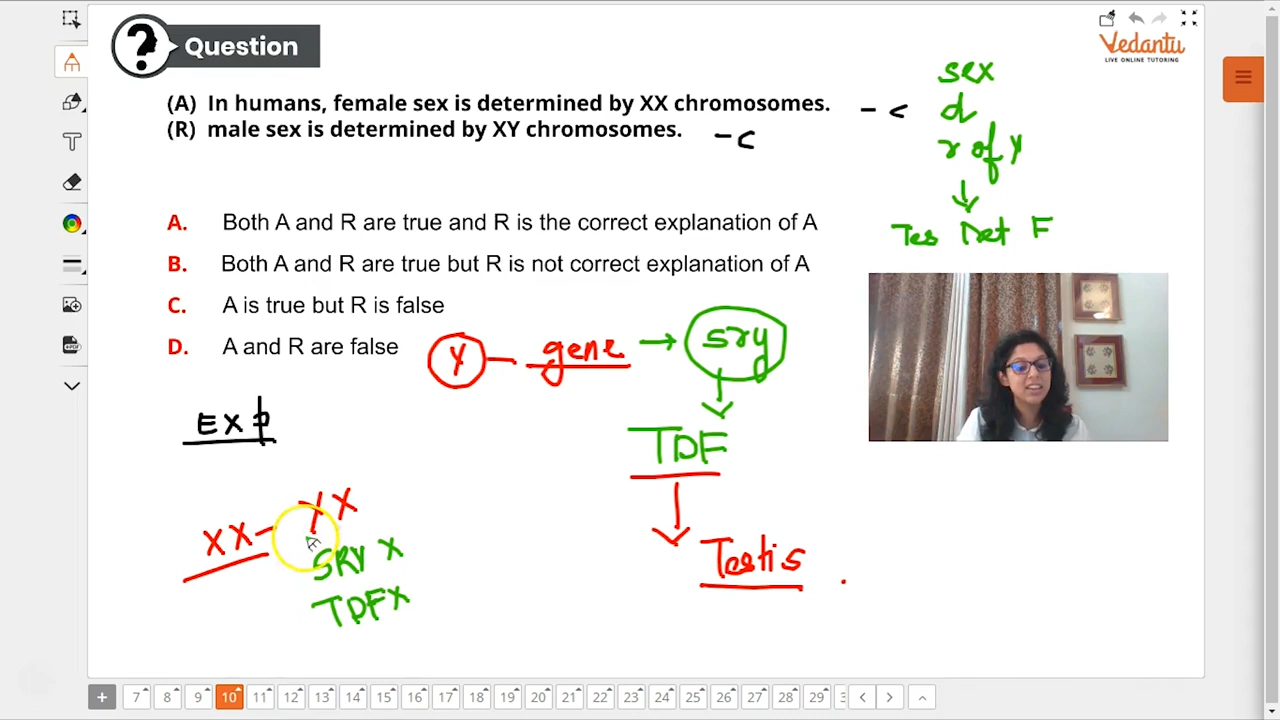 Question
Vedantu
LIVE ONLINE TUTORING
(A) In humans, female sex is determined by XX chromosomes. - c
(R) male sex is determined by XY chromosomes. - c
sex
d
r of Y
Tes Det F
A. Both A and R are true and R is the correct explanation of A
B. Both A and R are true but R is not correct explanation of A
C. A is true but R is false
D. A and R are false
Y - gene → sry
EXP
TDF
XX - Y X
SRY X
TDF X
Testis
+ 7 8 9 10 11 12 13 14 15 16 17 18 19 20 21 22 23 24 25 26 27 28 29 3 < >